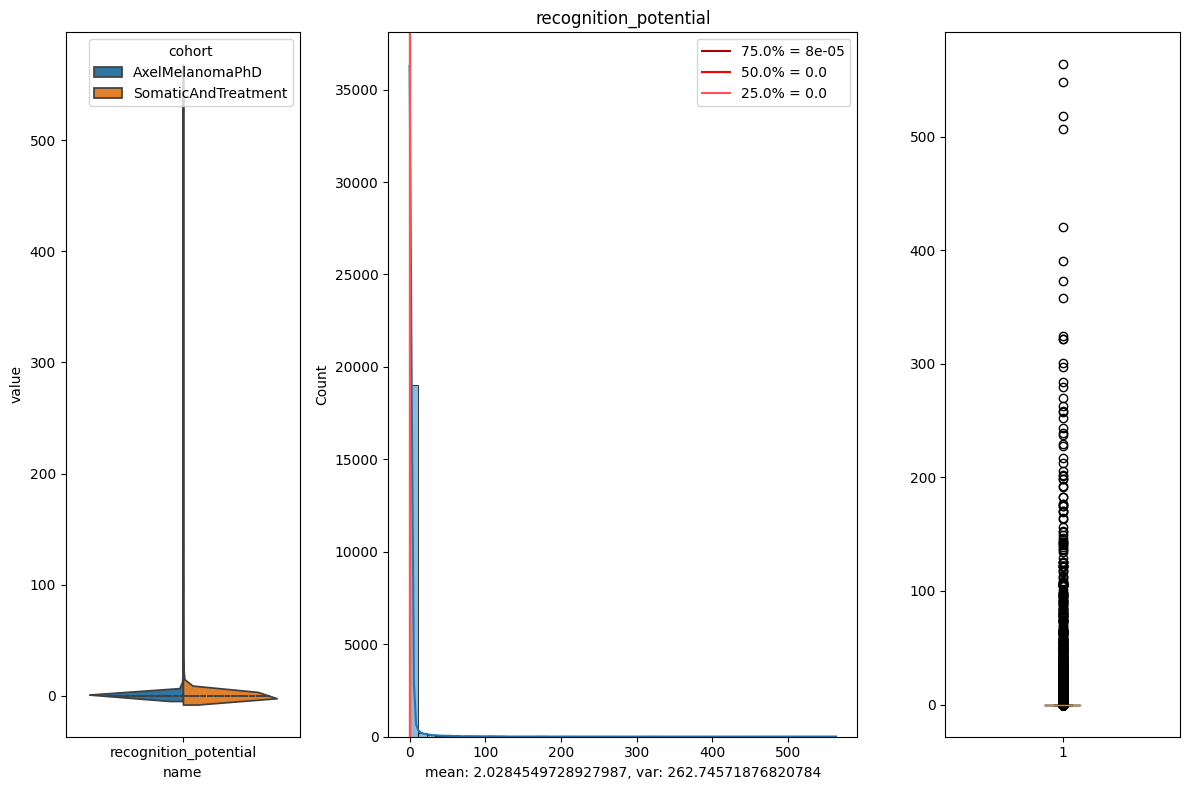 recognition_potential
cohort
AxelMelanomaPhD
SomaticAndTreatment
75.0% = 8e-05
50.0% = 0.0
25.0% = 0.0
value
500
400
300
200
100
0
recognition_potential
name
Count
35000
30000
25000
20000
15000
10000
5000
0
0 100 200 300 400 500
mean: 2.0284549728927987, var: 262.74571876820784
500
400
300
200
100
0
1